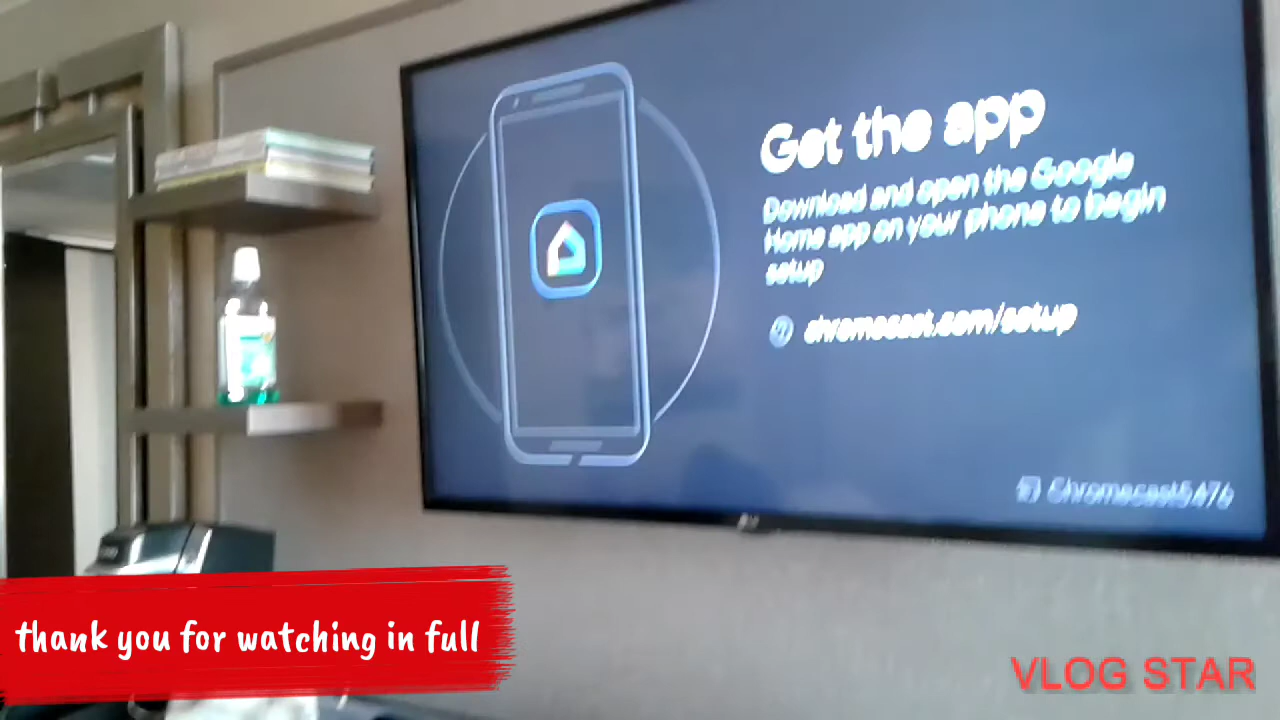 Get the app
Download and open the Google
Home app on your phone to begin
setup
chromecast.com/setup
Chromecast5476
thank you for watching in full
VLOG STAR